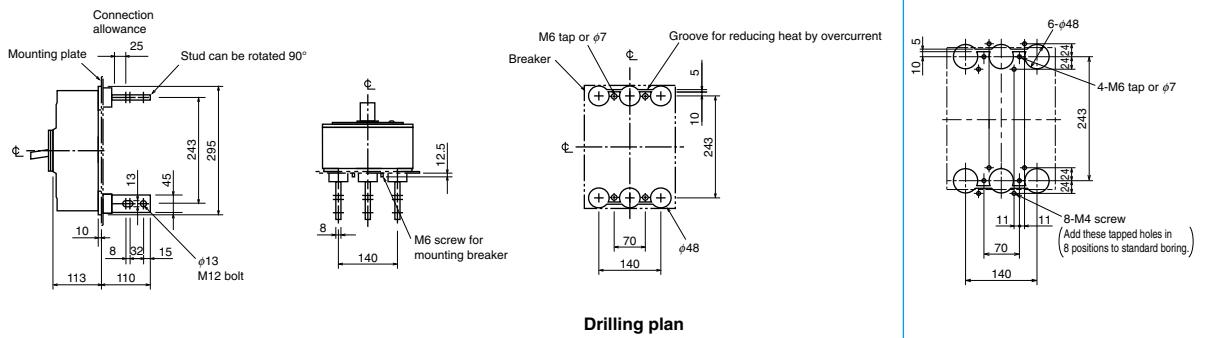 Connection
allowance
25
Mounting plate
Stud can be rotated 90°
℄
243
295
13
45
10
8
32
15
φ13
M12 bolt
113
110
℄
12.5
8
M6 screw for
mounting breaker
140
M6 tap or φ7
Groove for reducing heat by overcurrent
℄
Breaker
5
10
℄
243
70
φ48
140
Drilling plan
6-φ48
5
10
24
24
4-M6 tap or φ7
243
24
24
11
11
8-M4 screw
(Add these tapped holes in
8 positions to standard boring.)
70
140